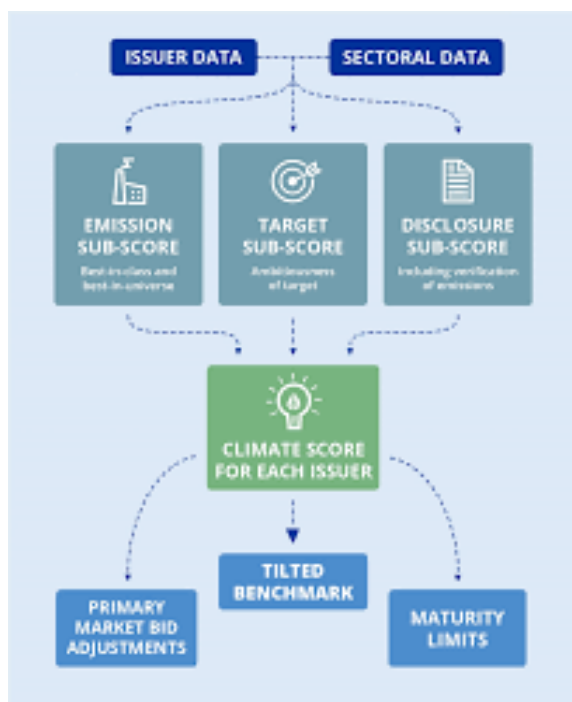 ISSUER DATA
SECTORAL DATA
EMISSION
SUB-SCORE
Best-in-class and
best-in-universe
TARGET
SUB-SCORE
Ambitiousness
of target
DISCLOSURE
SUB-SCORE
Including verification
of emissions
CLIMATE SCORE
FOR EACH ISSUER
PRIMARY
MARKET BID
ADJUSTMENTS
TILTED
BENCHMARK
MATURITY
LIMITS